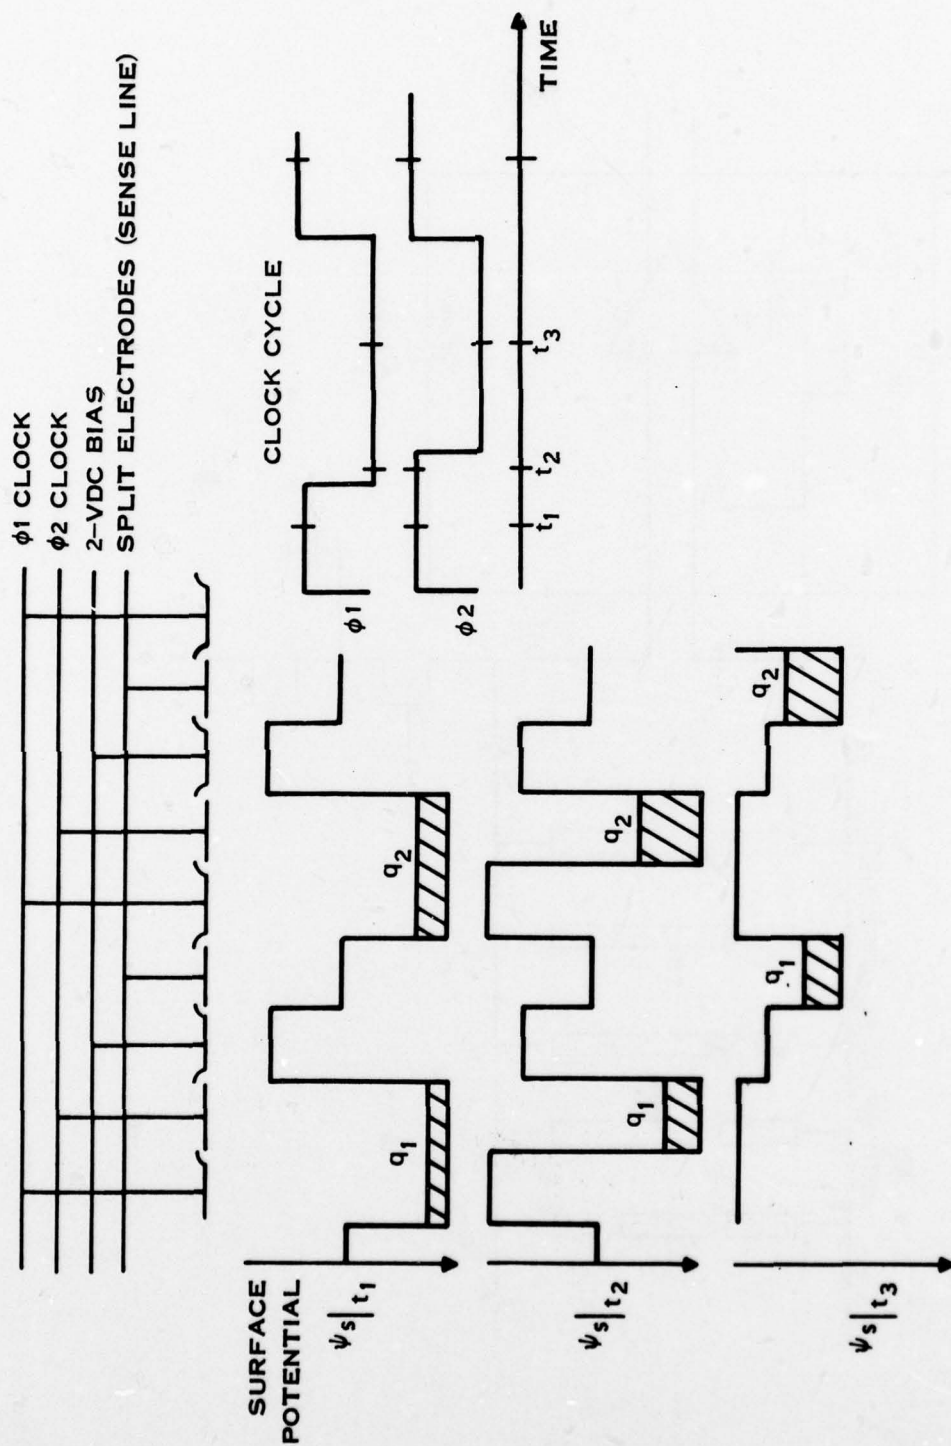 φ1 CLOCK
φ2 CLOCK
2-VDC BIAS
SPLIT ELECTRODES (SENSE LINE)
SURFACE
POTENTIAL
ψs|t1
q1
q2
ψs|t2
q1
q2
ψs|t3
q1
q2
CLOCK CYCLE
φ1
φ2
t1
t2
t3
TIME